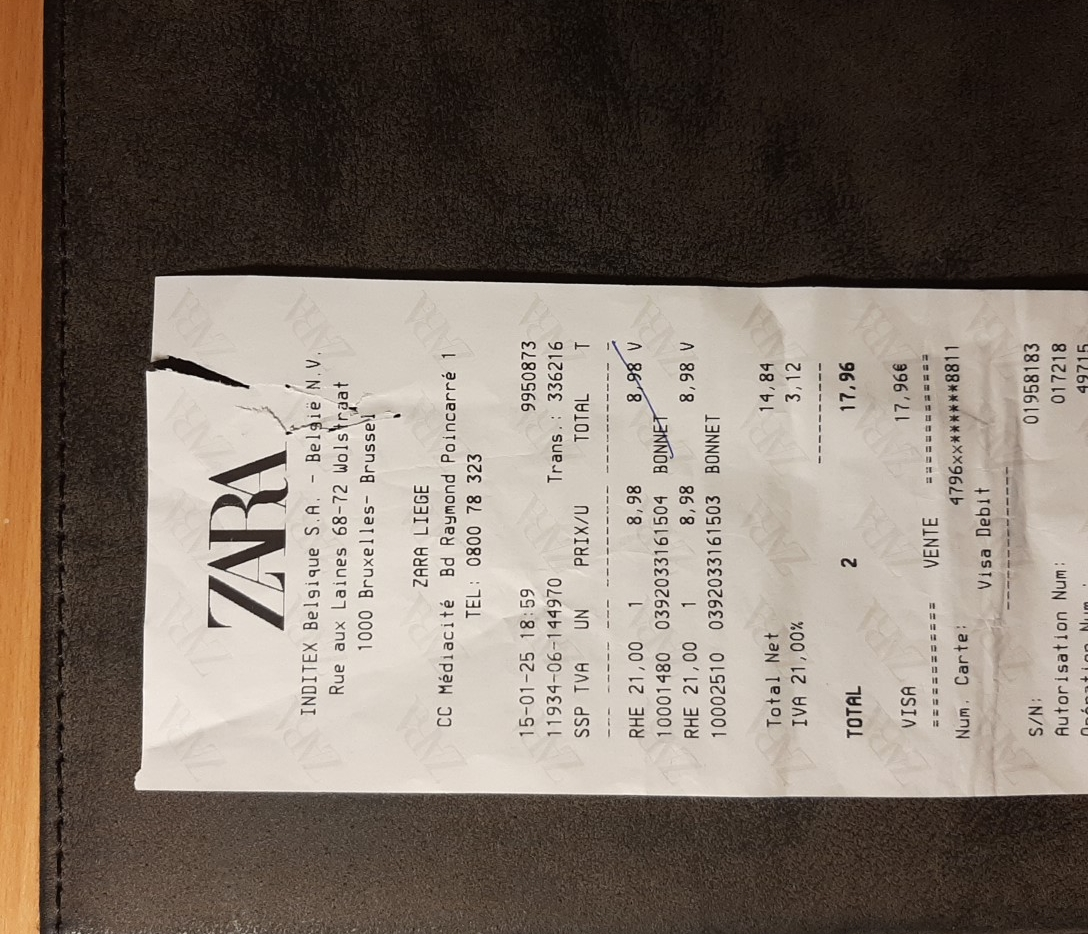 ZARA
INDITEX Belgique S.A. - België N.V.
Rue aux Laines 68-72 Wolstraat
1000 Bruxelles- Brussel
ZARA LIEGE
CC Médiacité Bd Raymond Poincarré 1
TEL: 0800 78 323
15-01-25 18:59 9950873
11934-06-144970 Trans.: 336216
SSP TVA UN PRIX/U TOTAL T
--- ------ -- ---------- ----------- -
RHE 21,00 1 8,98 8,98 V
10001480 0392033161504 BONNET
RHE 21,00 1 8,98 8,98 V
10002510 0392033161503 BONNET
Total Net 14,84
IVA 21,00% 3,12
------------
TOTAL 2 17,96
VISA 17,96€
============ VENTE ============
Num. Carte: 4796xx******8811
Visa Debit
----------------
S/N: 01958183
Autorisation Num: 017218
49715